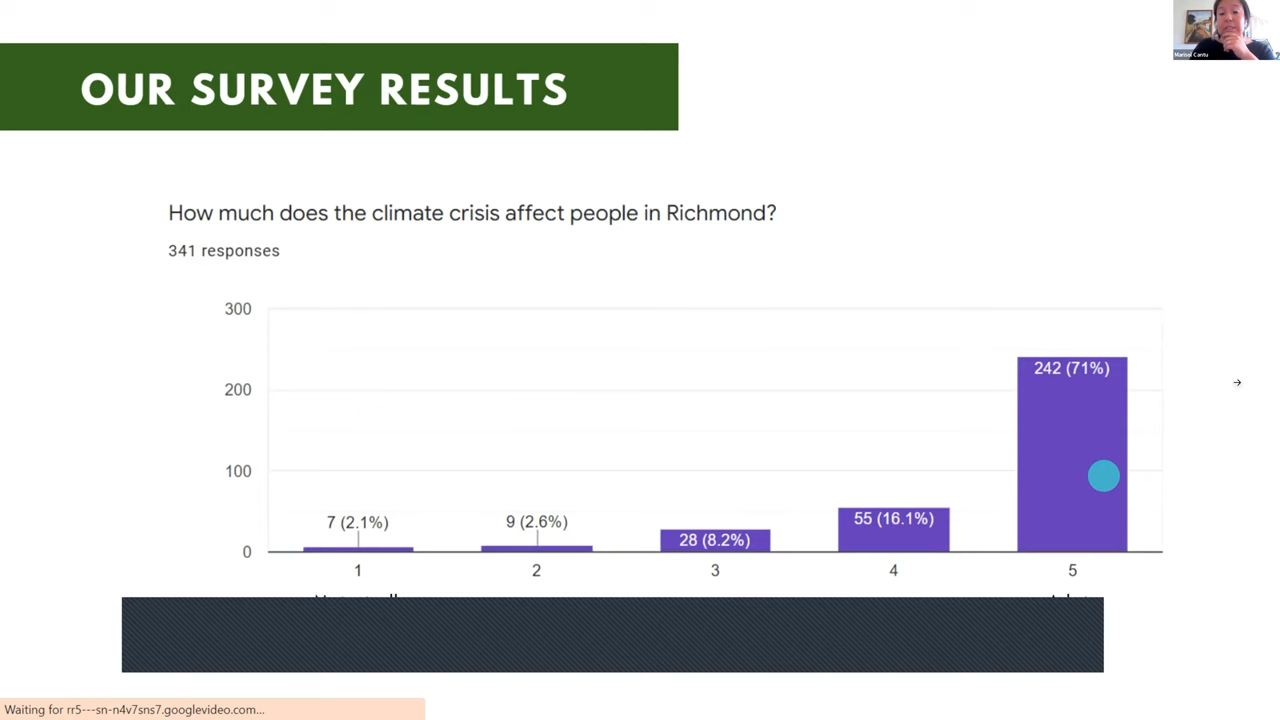 Marisol Cantu
OUR SURVEY RESULTS
How much does the climate crisis affect people in Richmond?
341 responses
300
200
100
0
7 (2.1%)
9 (2.6%)
28 (8.2%)
55 (16.1%)
242 (71%)
1
2
3
4
5
Waiting for rr5---sn-n4v7sns7.googlevideo.com...